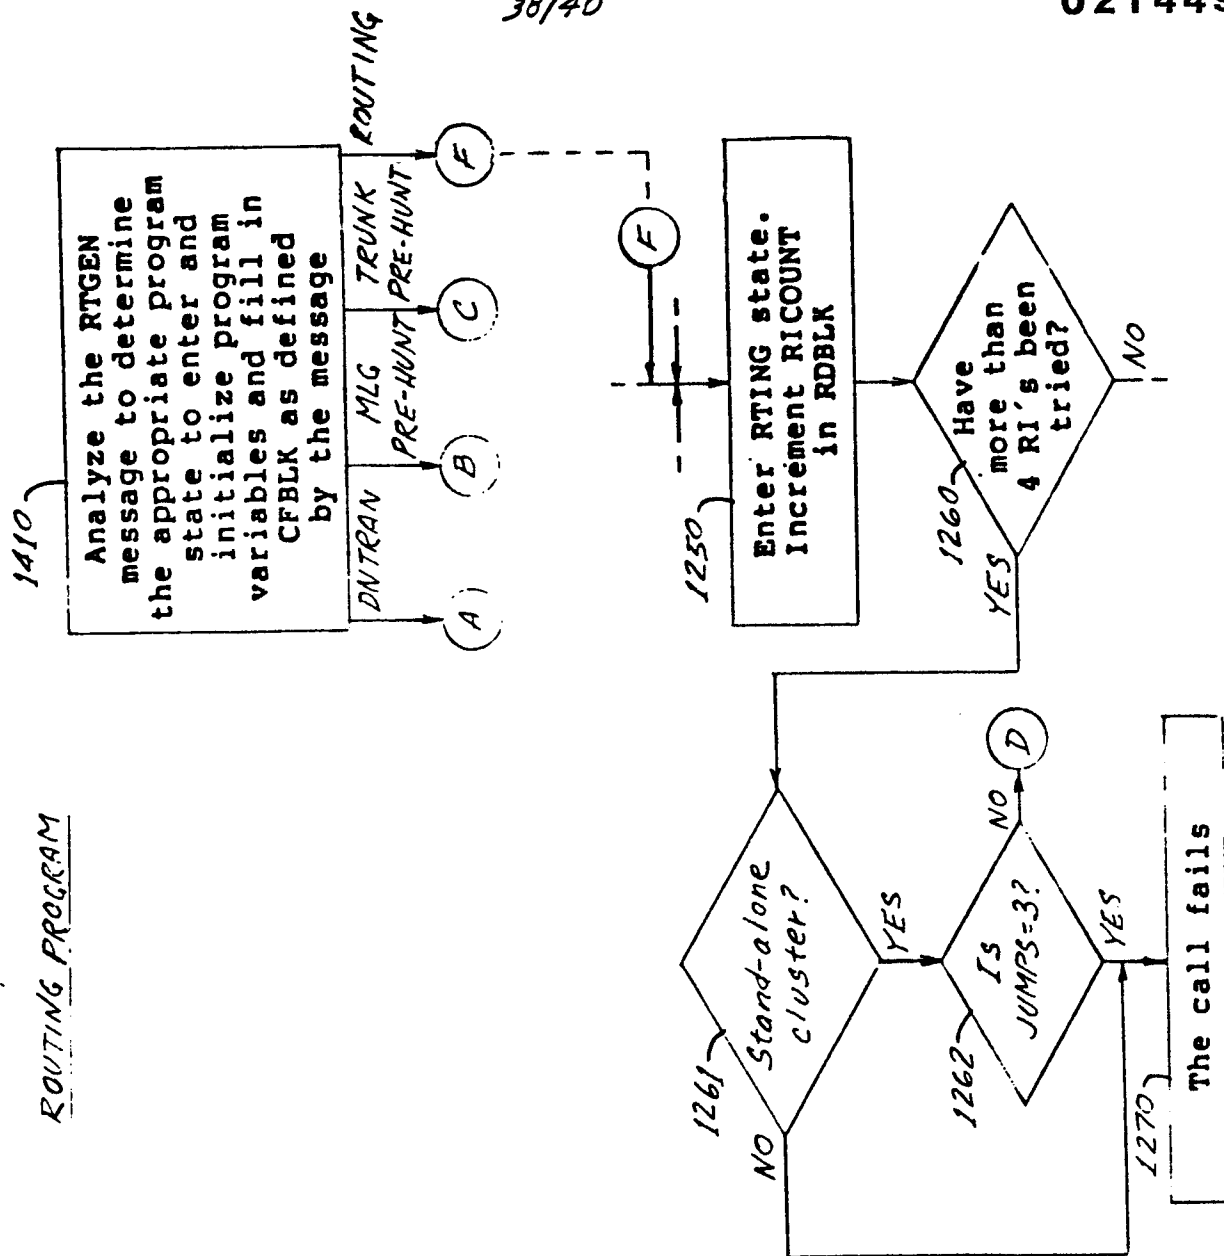 38/40
ROUTING PROGRAM
1410
Analyze the RTGEN
message to determine
the appropriate program
state to enter and
initialize program
variables and fill in
CFBLK as defined
by the message
DNTRAN
MLG
PRE-HUNT
TRUNK
PRE-HUNT
ROUTING
A
B
C
F
F
1250
Enter RTING state.
Increment RICOUNT
in RDBLK
1260
Have
more than
4 RI's been
tried?
YES
NO
1261
Stand-alone
cluster?
NO
YES
1262
Is
JUMPS=3?
NO
D
YES
1270
The call fails